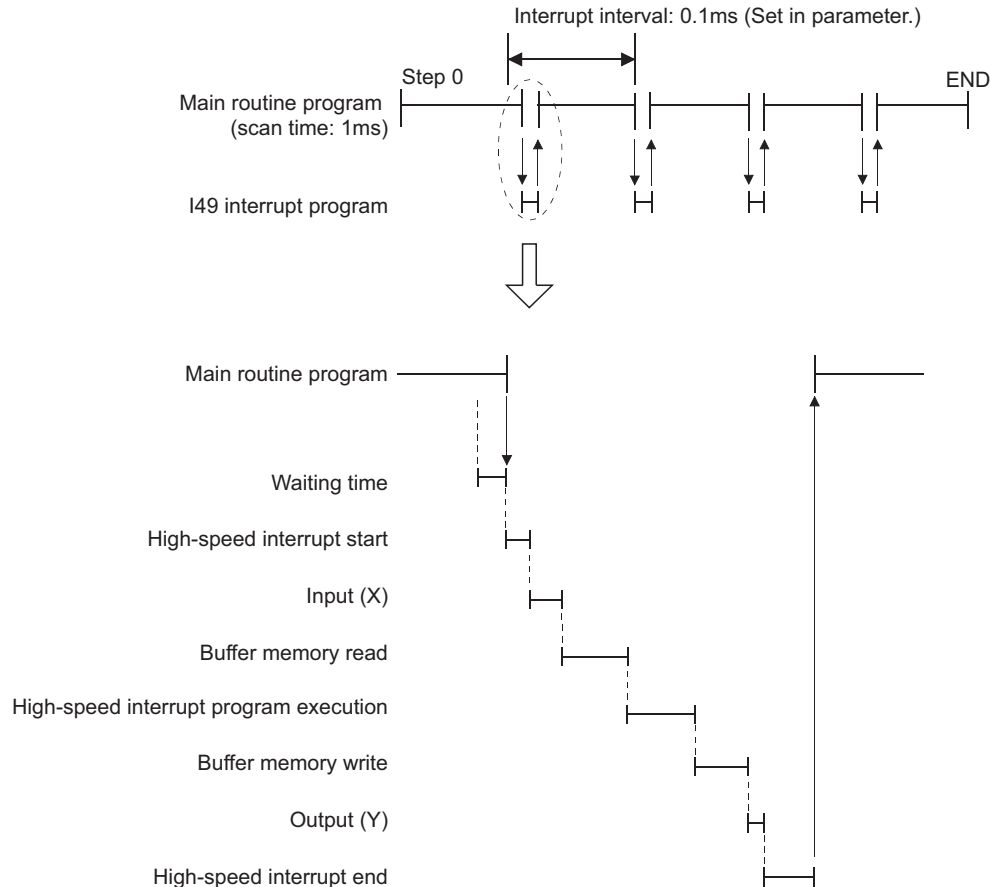 Interrupt interval: 0.1ms (Set in parameter.)
Step 0
END
Main routine program
(scan time: 1ms)
I49 interrupt program
Main routine program
Waiting time
High-speed interrupt start
Input (X)
Buffer memory read
High-speed interrupt program execution
Buffer memory write
Output (Y)
High-speed interrupt end